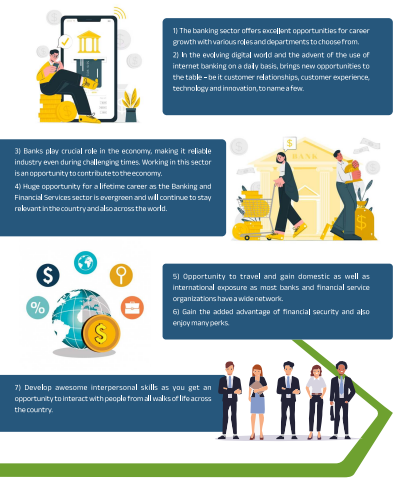 1) The banking sector offers excellent opportunities for career
growth with various roles and departments to choose from.
2) In the evolving digital world and the advent of the use of
internet banking on a daily basis, brings new opportunities to
the table – be it customer relationships, customer experience,
technology and innovation, to name a few.
3) Banks play crucial role in the economy, making it reliable
industry even during challenging times. Working in this sector
is an opportunity to contribute to the economy.
4) Huge opportunity for a lifetime career as the Banking and
Financial Services sector is evergreen and will continue to stay
relevant in the country and also across the world.
BANK
5) Opportunity to travel and gain domestic as well as
international exposure as most banks and financial service
organizations have a wide network.
6) Gain the added advantage of financial security and also
enjoy many perks.
7) Develop awesome interpersonal skills as you get an
opportunity to interact with people from all walks of life across
the country.